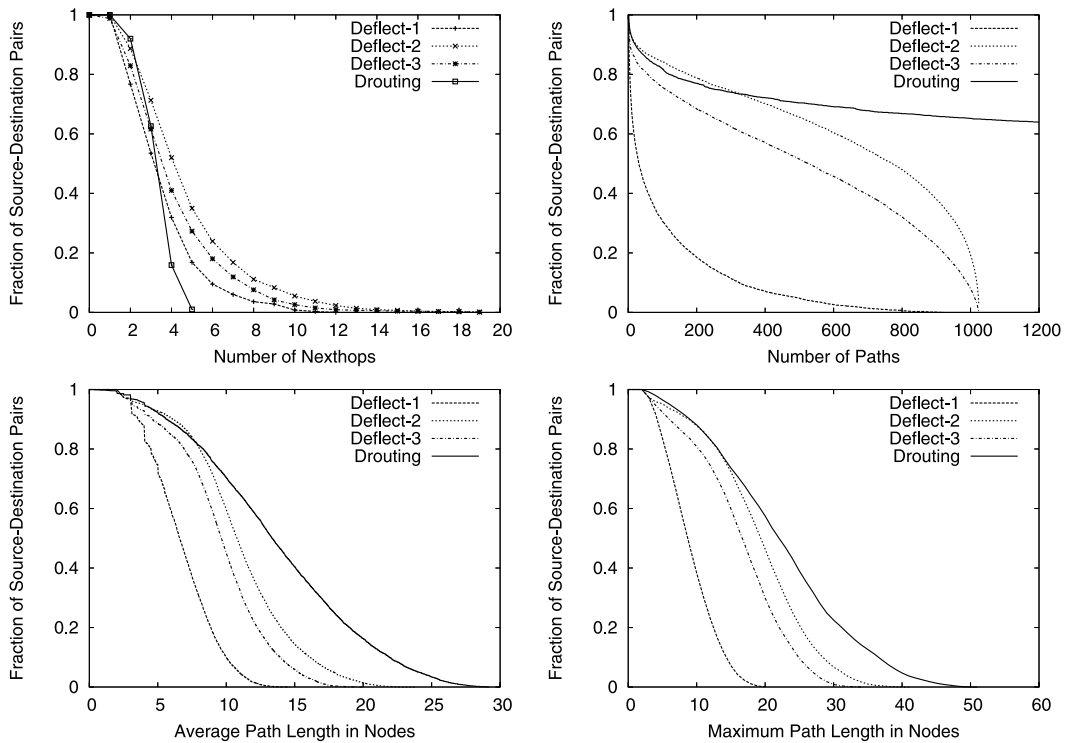 Fraction of Source-Destination Pairs
1
0.8
0.6
0.4
0.2
0
0 2 4 6 8 10 12 14 16 18 20
Number of Nexthops
Deflect-1
Deflect-2
Deflect-3
Drouting
Fraction of Source-Destination Pairs
1
0.8
0.6
0.4
0.2
0
0 200 400 600 800 1000 1200
Number of Paths
Deflect-1
Deflect-2
Deflect-3
Drouting
Fraction of Source-Destination Pairs
1
0.8
0.6
0.4
0.2
0
0 5 10 15 20 25 30
Average Path Length in Nodes
Deflect-1
Deflect-2
Deflect-3
Drouting
Fraction of Source-Destination Pairs
1
0.8
0.6
0.4
0.2
0
0 10 20 30 40 50 60
Maximum Path Length in Nodes
Deflect-1
Deflect-2
Deflect-3
Drouting